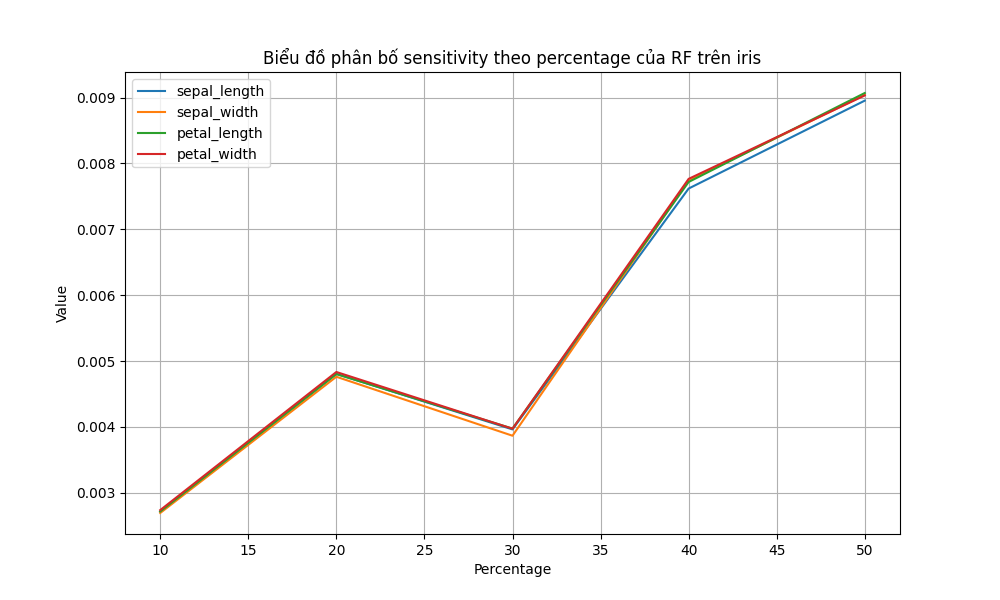 Biểu đồ phân bố sensitivity theo percentage của RF trên iris
sepal_length
sepal_width
petal_length
petal_width
0.009
0.008
0.007
0.006
0.005
0.004
0.003
Value
10 15 20 25 30 35 40 45 50
Percentage